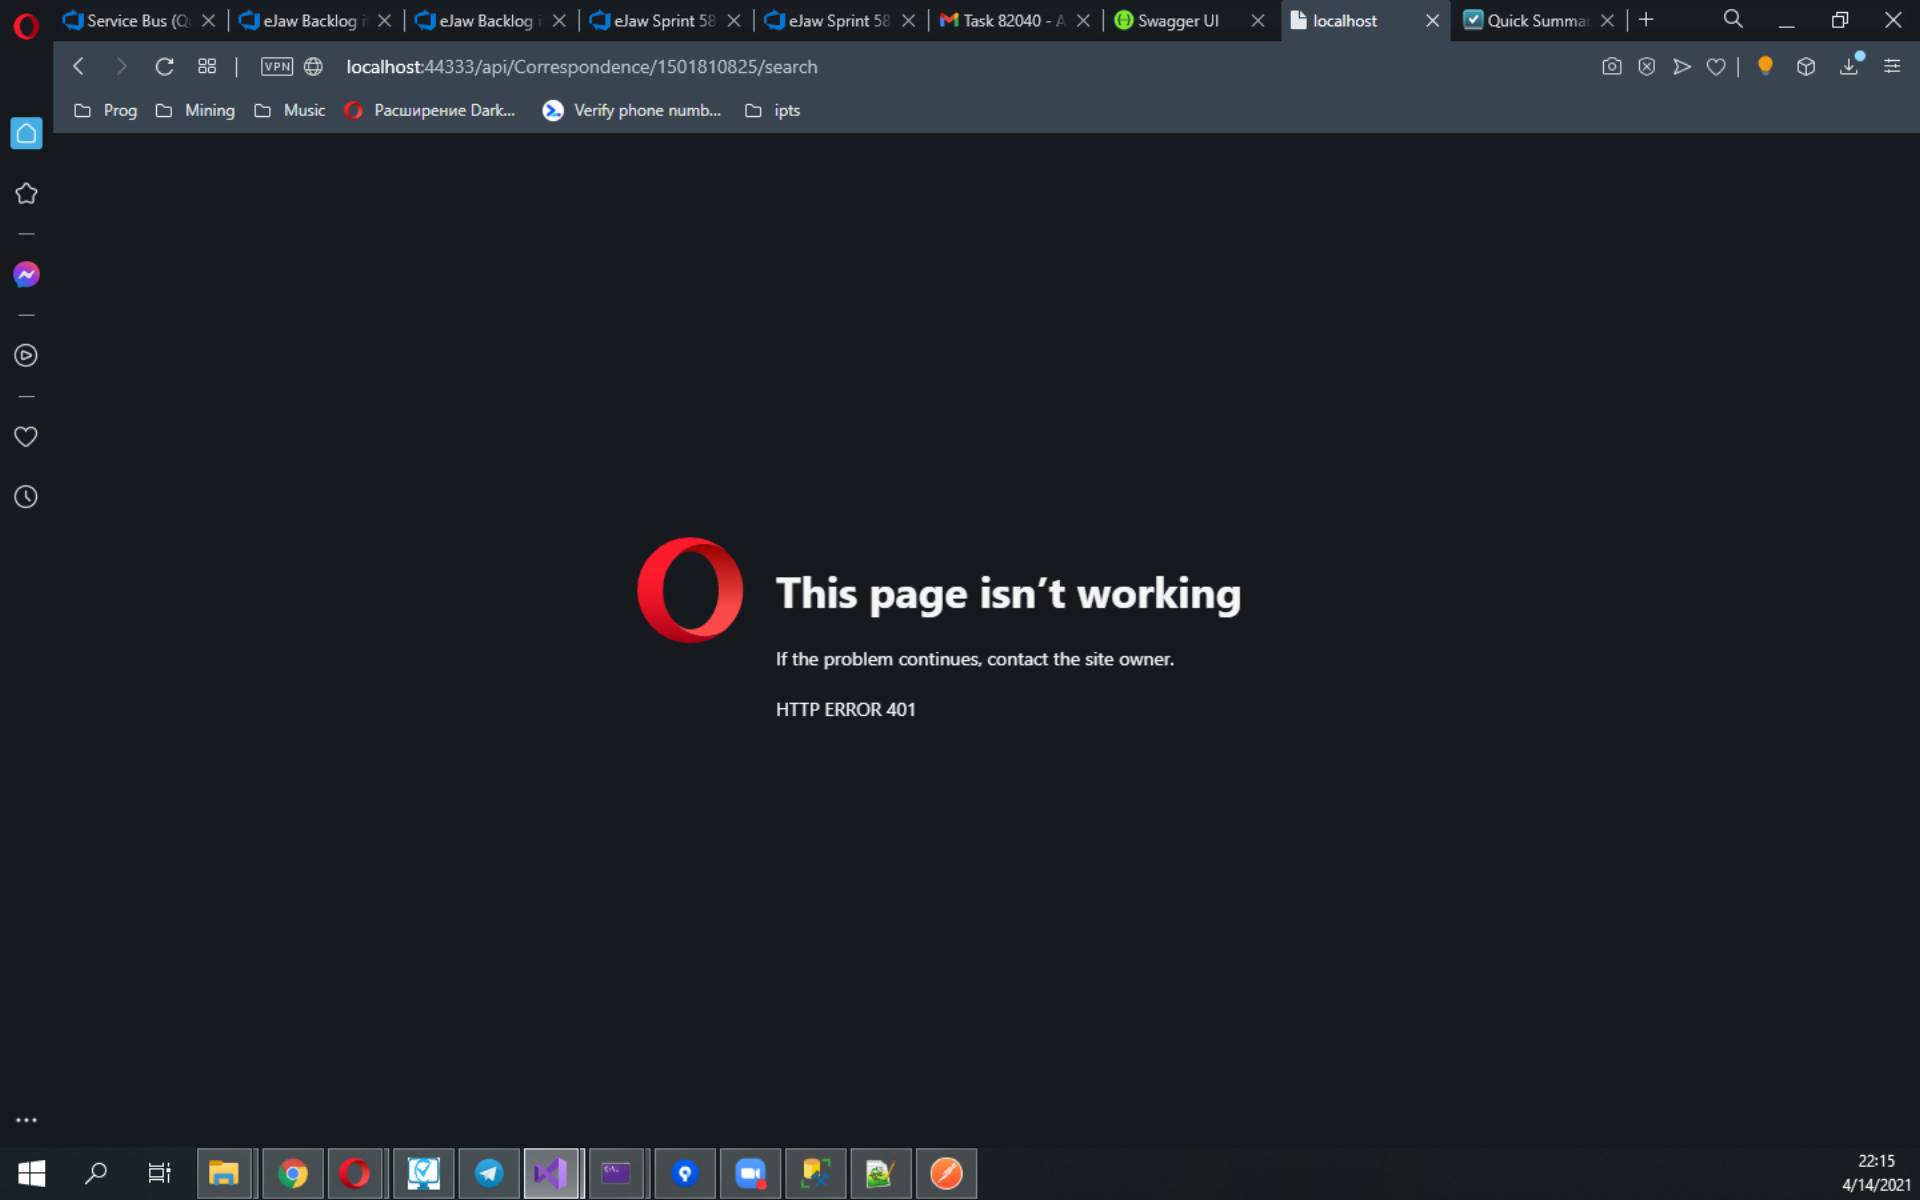 Service Bus (Q
eJaw Backlog i
eJaw Backlog i
eJaw Sprint 58
eJaw Sprint 58
Task 82040 - A
Swagger UI
localhost
Quick Summar
VPN
localhost:44333/api/Correspondence/1501810825/search
Prog
Mining
Music
Расширение Dark...
Verify phone numb...
ipts
This page isn’t working
If the problem continues, contact the site owner.
HTTP ERROR 401
22:15
4/14/2021